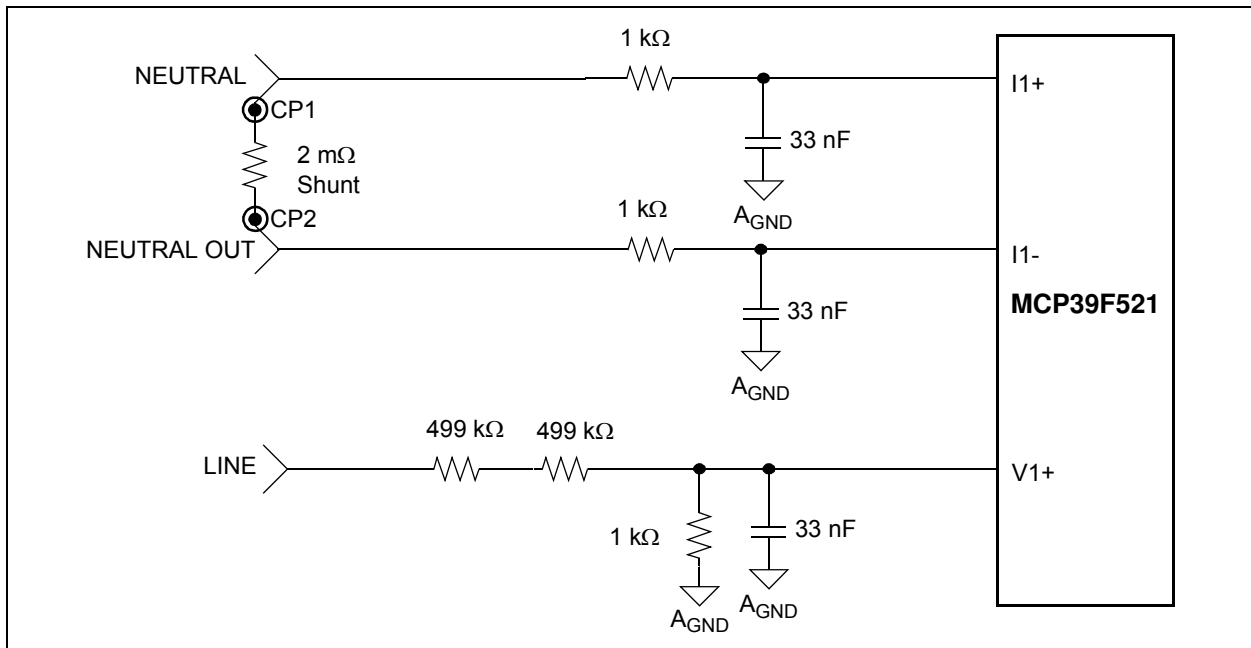 1 kΩ
NEUTRAL
I1+
CP1
33 nF
2 mΩ
Shunt
AGND
1 kΩ
CP2
NEUTRAL OUT
I1-
MCP39F521
33 nF
AGND
499 kΩ
499 kΩ
LINE
V1+
1 kΩ
33 nF
AGND
AGND